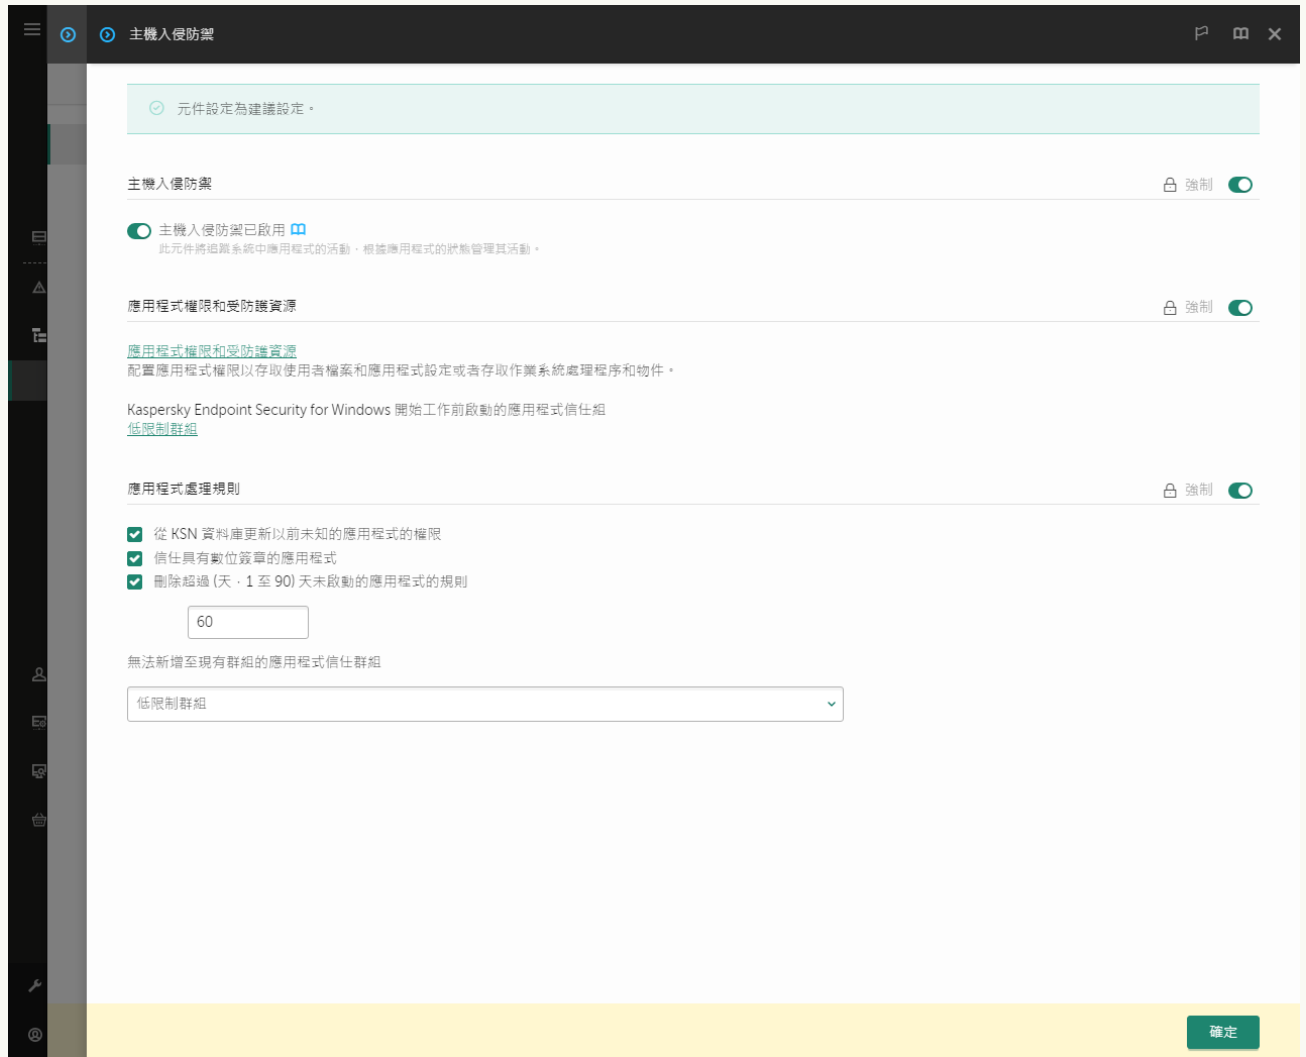 主機入侵防禦
元件設定為建議設定。
主機入侵防禦
強制
主機入侵防禦已啟用
此元件將追蹤系統中應用程式的活動，根據應用程式的狀態管理其活動。
應用程式權限和受防護資源
強制
應用程式權限和受防護資源
配置應用程式權限以存取使用者檔案和應用程式設定或者存取作業系統處理程序和物件。
Kaspersky Endpoint Security for Windows 開始工作前啟動的應用程式信任組
低限制群組
應用程式處理規則
強制
從 KSN 資料庫更新以前未知的應用程式的權限
信任具有數位簽章的應用程式
刪除超過 (天，1 至 90) 天未啟動的應用程式的規則
60
無法新增至現有群組的應用程式信任群組
低限制群組
確定